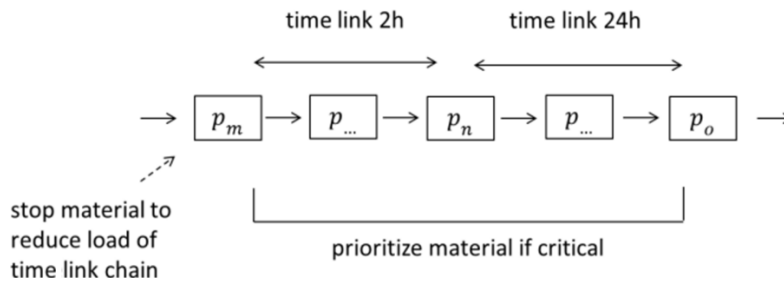 time link 2h
time link 24h
p_m
p_...
p_n
p_...
p_o
stop material to
reduce load of
time link chain
prioritize material if critical